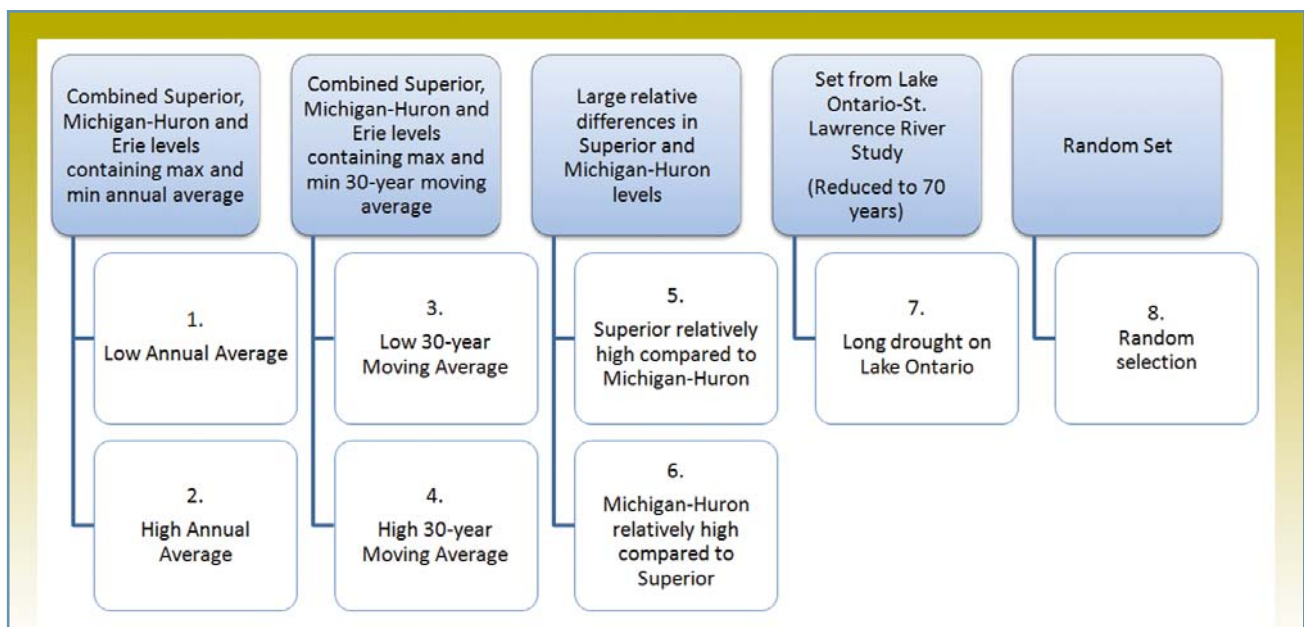 Combined Superior,
Michigan-Huron and
Erie levels
containing max and
min annual average
1.
Low Annual Average
2.
High Annual
Average
Combined Superior,
Michigan-Huron and
Erie levels
containing max and
min 30-year moving
average
3.
Low 30-year
Moving Average
4.
High 30-year
Moving Average
Large relative
differences in
Superior and
Michigan-Huron
levels
5.
Superior relatively
high compared to
Michigan-Huron
6.
Michigan-Huron
relatively high
compared to
Superior
Set from Lake
Ontario-St.
Lawrence River
Study
(Reduced to 70
years)
7.
Long drought on
Lake Ontario
Random Set
8.
Random
selection